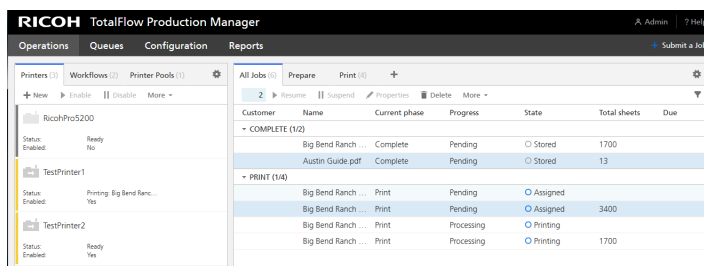 RICOH TotalFlow Production Manager
Admin ? Help
Operations Queues Configuration Reports
+ Submit a Job
Printers (3) Workflows (2) Printer Pools (1)
+ New Enable Disable More
RicohPro5200
Status: Ready
Enabled: No
TestPrinter1
Status: Printing: Big Bend Ranc...
Enabled: Yes
TestPrinter2
Status: Ready
Enabled: Yes
All Jobs (6) Prepare Print (4) +
2 Resume Suspend Properties Delete More
Customer Name Current phase Progress State Total sheets Due
COMPLETE (1/2)
Big Bend Ranch ... Complete Pending Stored 1700
Austin Guide.pdf Complete Pending Stored 13
PRINT (1/4)
Big Bend Ranch ... Print Pending Assigned
Big Bend Ranch ... Print Pending Assigned 3400
Big Bend Ranch ... Print Processing Printing
Big Bend Ranch ... Print Processing Printing 1700